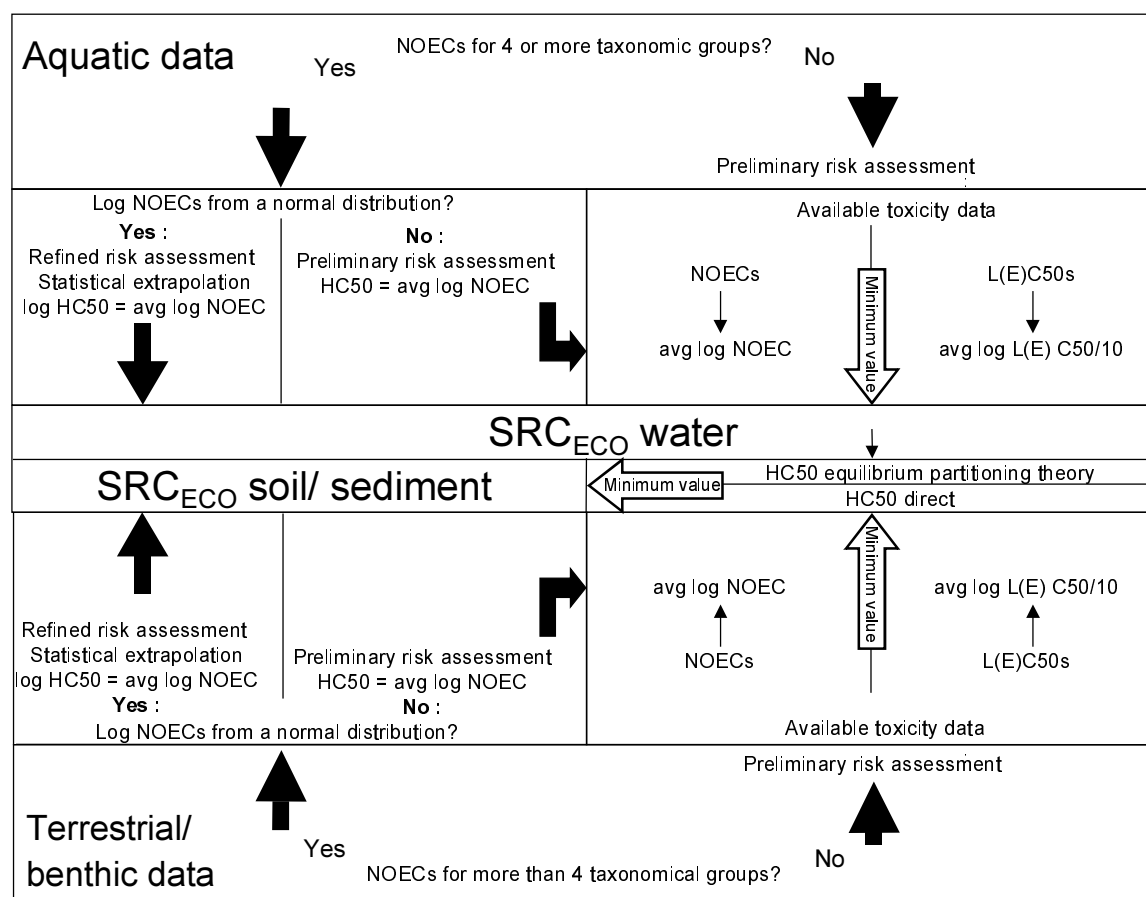 Aquatic data
NOECs for 4 or more taxonomic groups?
Yes
No
Preliminary risk assessment
Log NOECs from a normal distribution?
Yes :
Refined risk assessment
Statistical extrapolation
log HC50 = avg log NOEC
No :
Preliminary risk assessment
HC50 = avg log NOEC
Available toxicity data
NOECs
avg log NOEC
Minimum value
L(E)C50s
avg log L(E) C50/10
SRCECO water
SRCECO soil/ sediment
Minimum value
HC50 equilibrium partitioning theory
HC50 direct
Refined risk assessment
Statistical extrapolation
log HC50 = avg log NOEC
Yes :
Preliminary risk assessment
HC50 = avg log NOEC
No :
Log NOECs from a normal distribution?
avg log NOEC
NOECs
Minimum value
avg log L(E) C50/10
L(E)C50s
Available toxicity data
Preliminary risk assessment
Terrestrial/
benthic data
Yes
No
NOECs for more than 4 taxonomical groups?